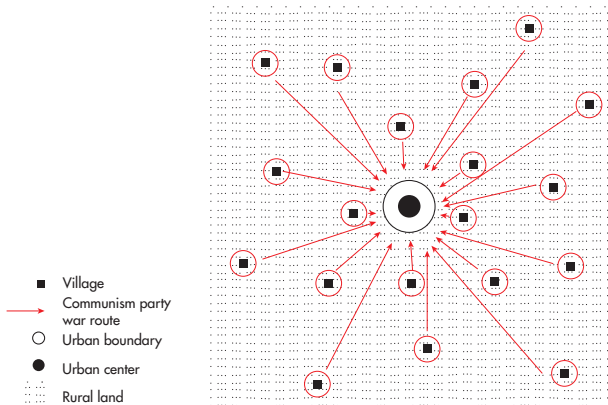 Village
Communism party
war route
Urban boundary
Urban center
Rural land